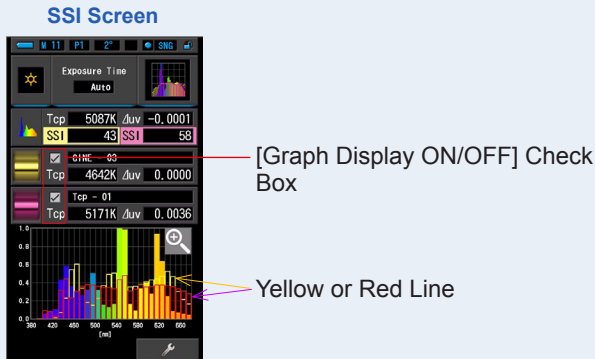 SSI Screen
M 11 P1 2° SNG
Exposure Time
Auto
Tcp 5087K ⊿uv -0.0001
SSI 43 SSI 58
CINE - 03
Tcp 4642K ⊿uv 0.0000
Tcp - 01
Tcp 5171K ⊿uv 0.0036
[Graph Display ON/OFF] Check
Box
1.0
0.8
0.6
0.4
0.2
0.0
380 420 460 500 540 580 620 660
[nm]
Yellow or Red Line